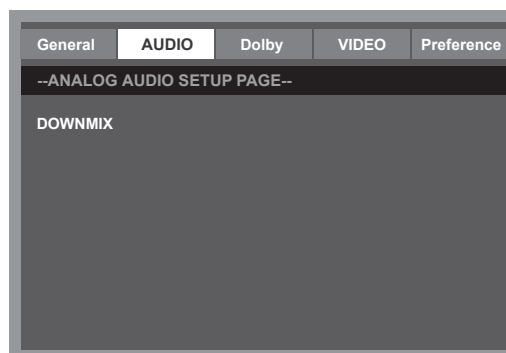 General AUDIO Dolby VIDEO Preference
--ANALOG AUDIO SETUP PAGE--
DOWNMIX